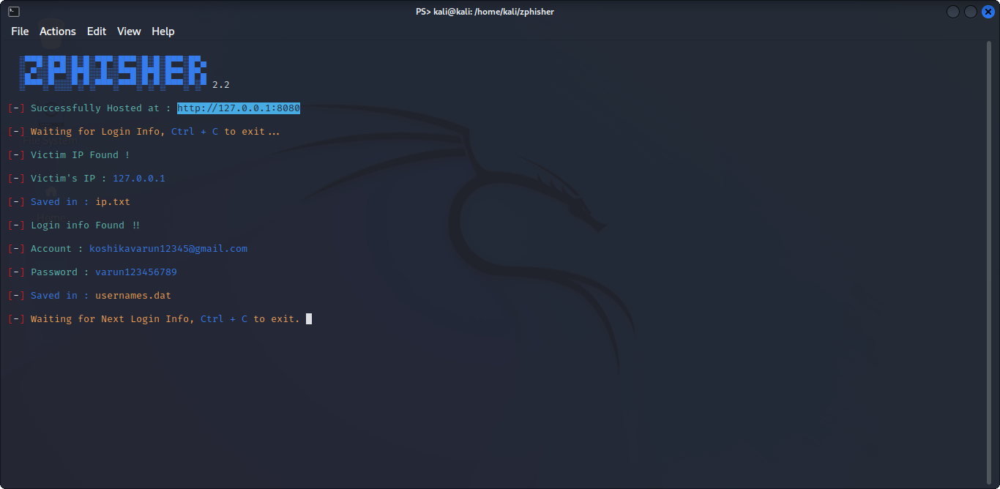 PS> kali@kali: /home/kali/zphisher
File Actions Edit View Help
ZPHISHER 2.2
[-] Successfully Hosted at : http://127.0.0.1:8080
[-] Waiting for Login Info, Ctrl + C to exit...
[-] Victim IP Found !
[-] Victim's IP : 127.0.0.1
[-] Saved in : ip.txt
[-] Login info Found !!
[-] Account : koshikavarun12345@gmail.com
[-] Password : varun123456789
[-] Saved in : usernames.dat
[-] Waiting for Next Login Info, Ctrl + C to exit.